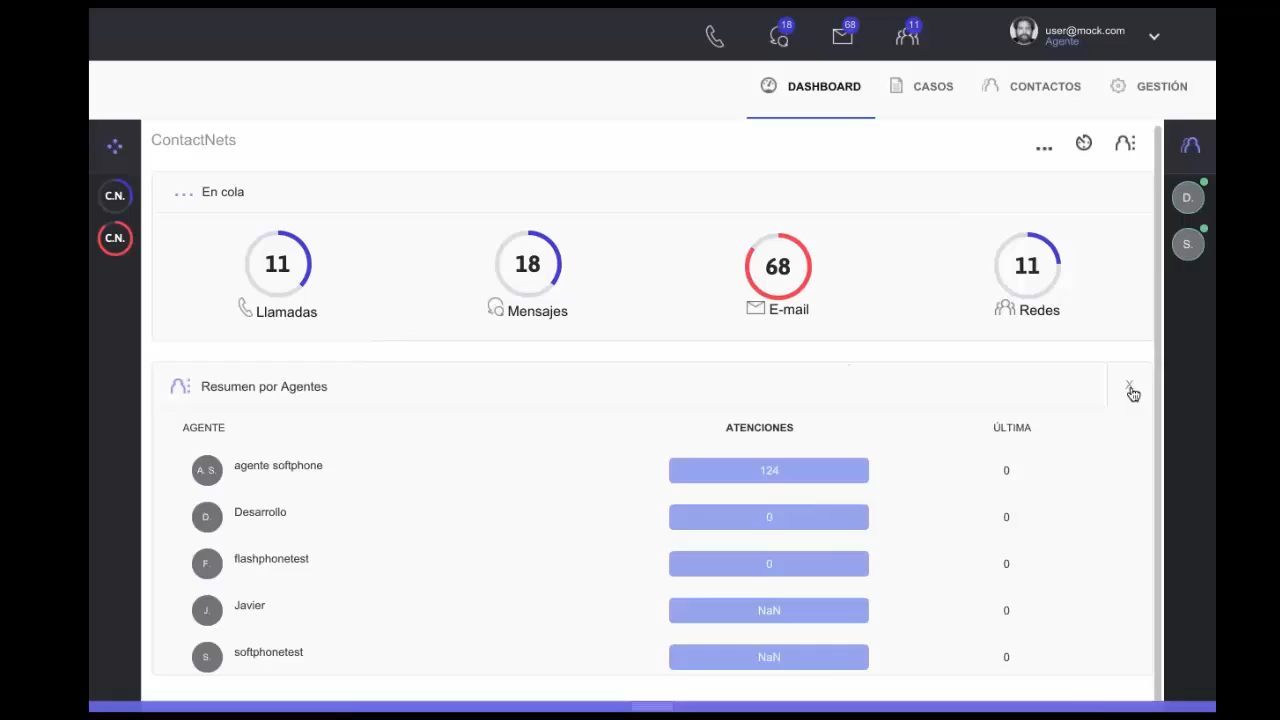 18
68
11
user@mock.com
Agente
DASHBOARD
CASOS
CONTACTOS
GESTIÓN
ContactNets
...
C.N.
C.N.
D.
S.
En cola
11
18
68
11
Llamadas
Mensajes
E-mail
Redes
Resumen por Agentes
X
AGENTE
ATENCIONES
ÚLTIMA
A. S.
agente softphone
124
0
D.
Desarrollo
0
0
F.
flashphonetest
0
0
J.
Javier
NaN
0
S.
softphonetest
NaN
0